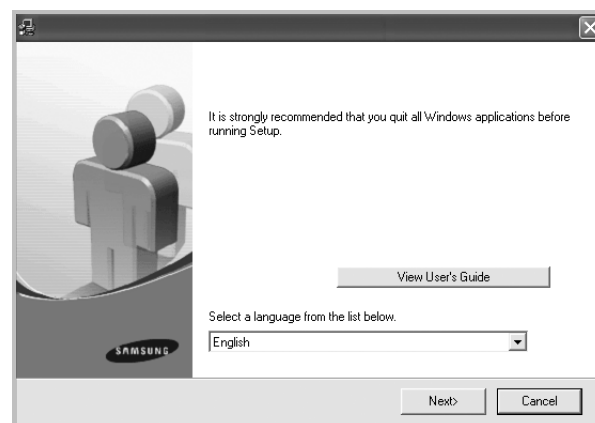 It is strongly recommended that you quit all Windows applications before
running Setup.
View User's Guide
Select a language from the list below.
English
SAMSUNG
Next>
Cancel